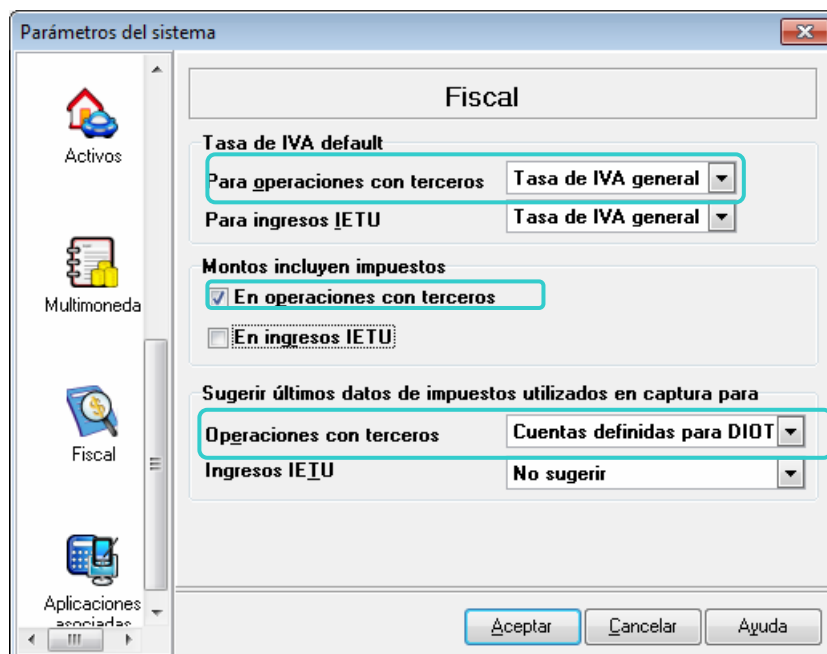 Parámetros del sistema
Activos
Multimoneda
Fiscal
Aplicaciones
asociadas
Fiscal
Tasa de IVA default
Para operaciones con terceros Tasa de IVA general
Para ingresos IETU Tasa de IVA general
Montos incluyen impuestos
En operaciones con terceros
En ingresos IETU
Sugerir últimos datos de impuestos utilizados en captura para
Operaciones con terceros Cuentas definidas para DIOT
Ingresos IETU No sugerir
Aceptar Cancelar Ayuda